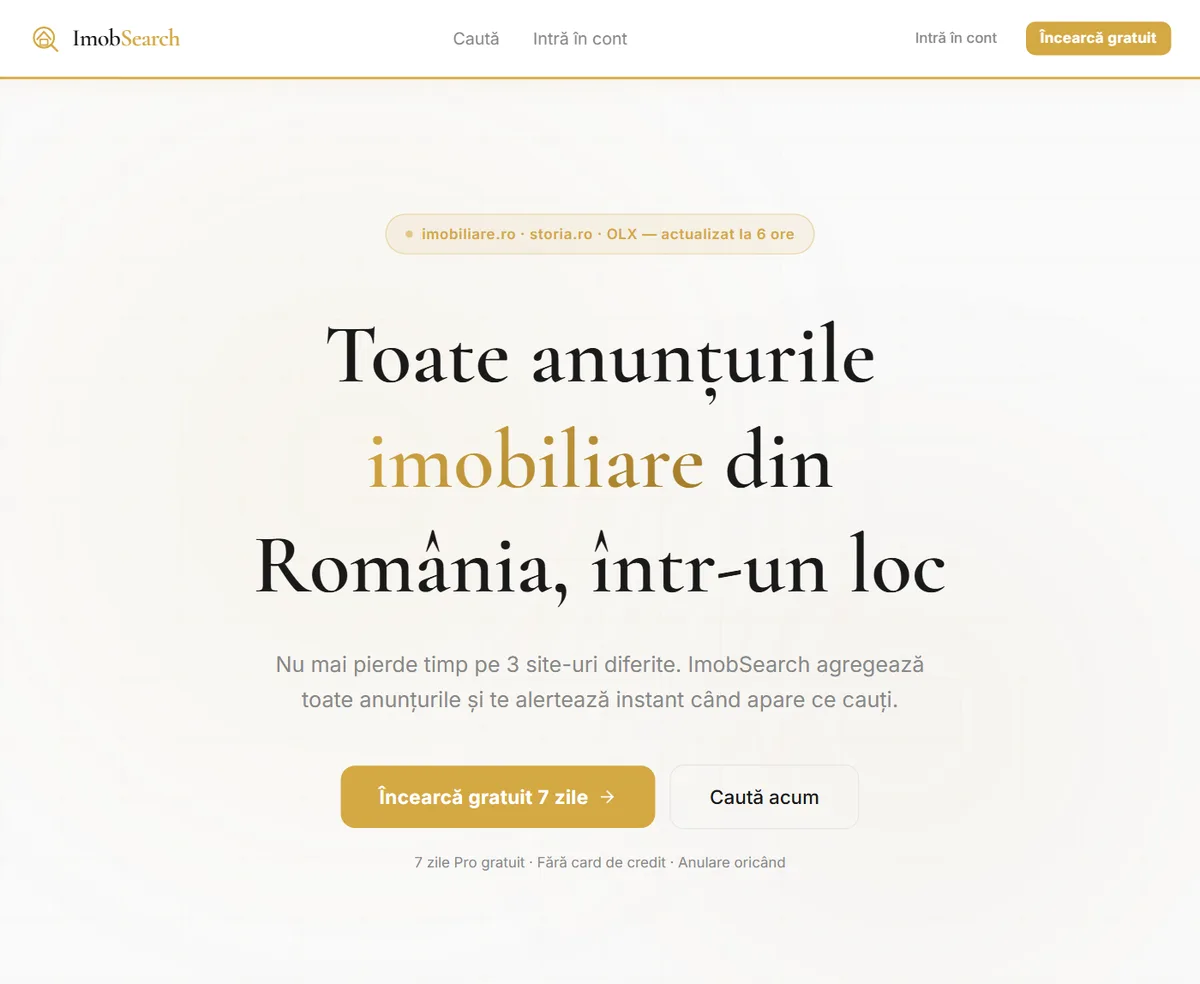 ImobSearch
Caută
Intră în cont
Intră în cont
Încearcă gratuit
imobiliare.ro · storia.ro · OLX — actualizat la 6 ore
Toate anunțurile
imobiliare din
România, într-un loc
Nu mai pierde timp pe 3 site-uri diferite. ImobSearch agregează
toate anunțurile și te alertează instant când apare ce cauți.
Încearcă gratuit 7 zile →
Caută acum
7 zile Pro gratuit · Fără card de credit · Anulare oricând